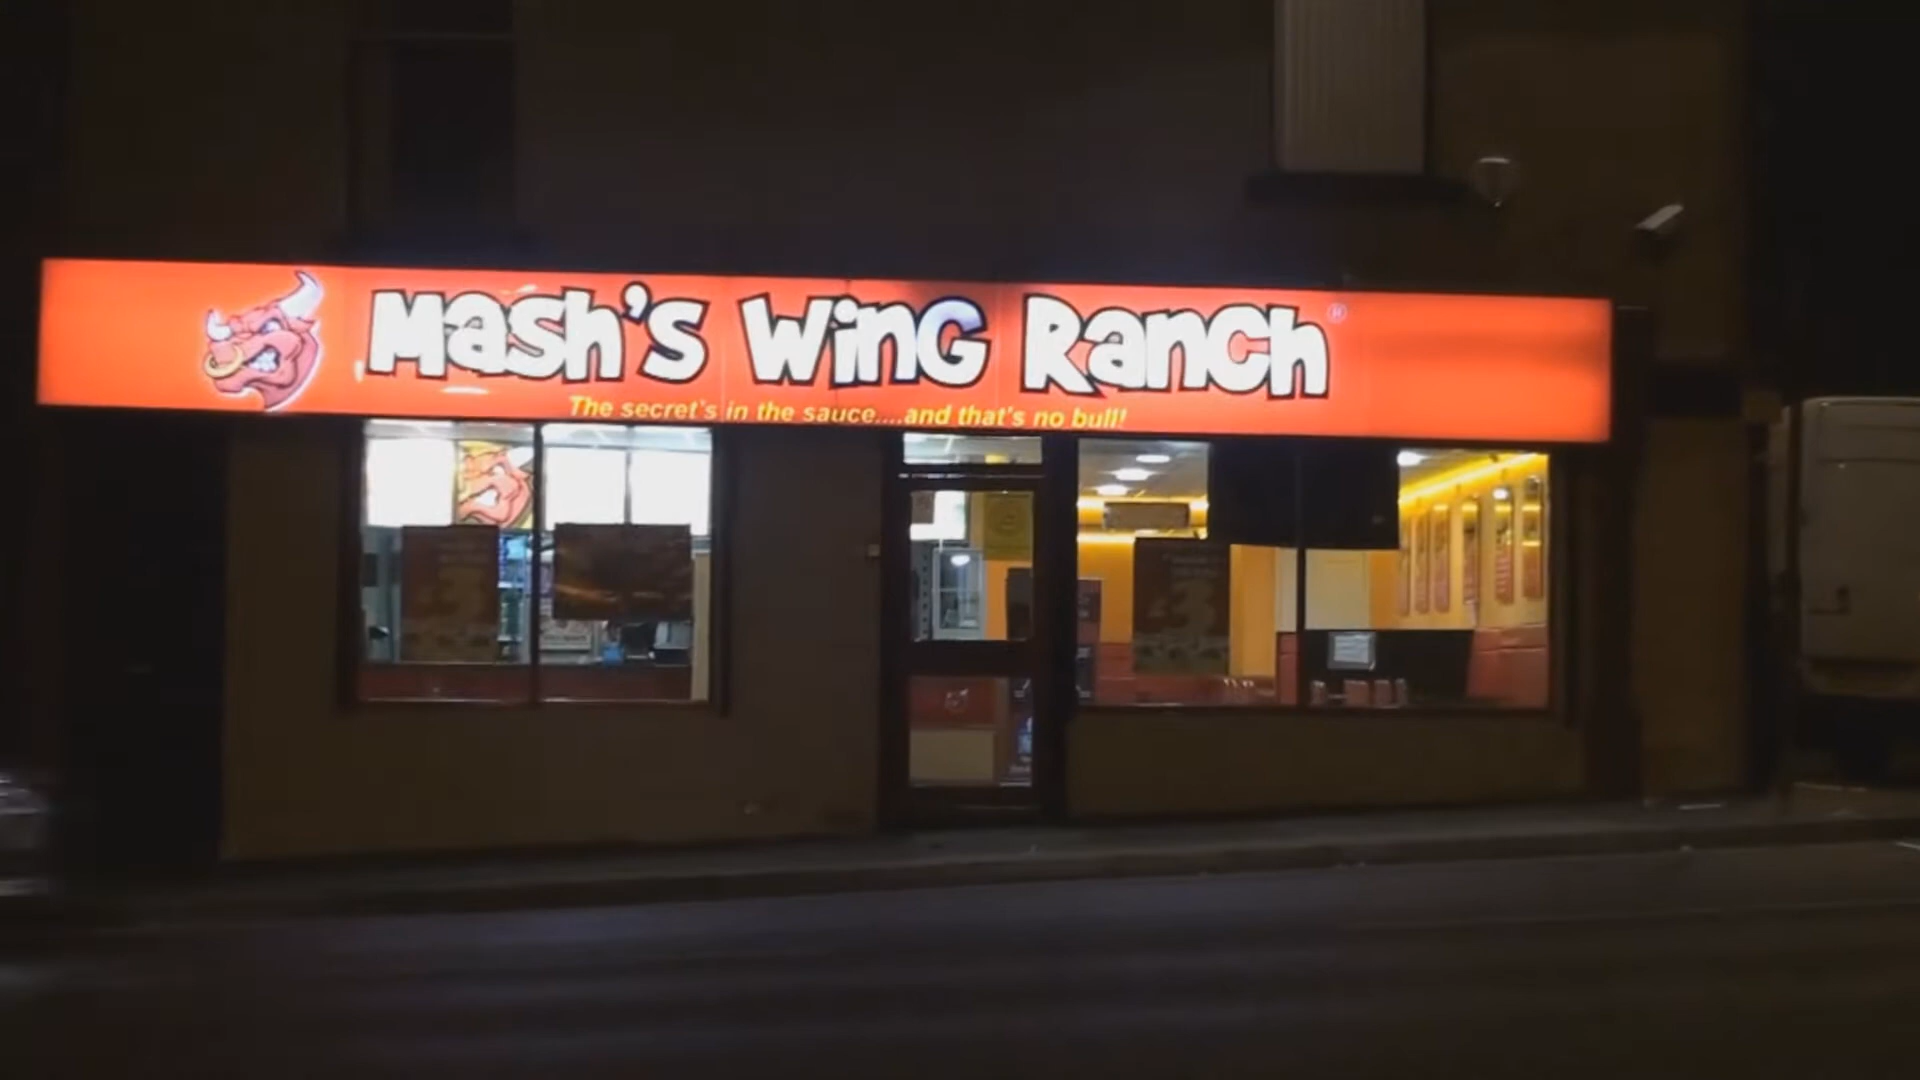 Mash's Wing Ranch®
The secret's in the sauce....and that's no bull!